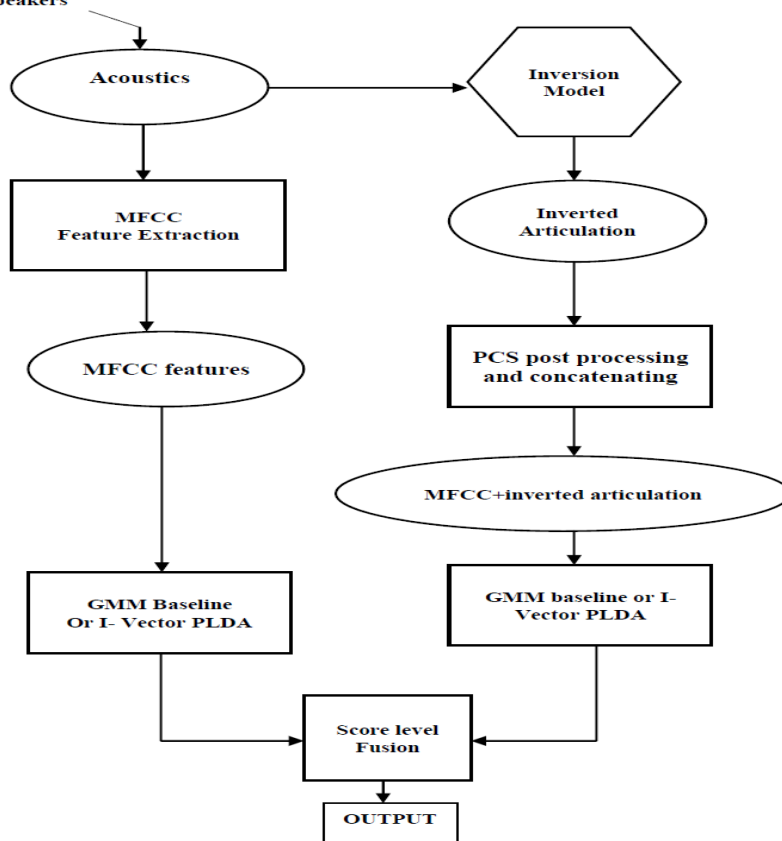 Acoustics
Inversion
Model
MFCC
Feature Extraction
Inverted
Articulation
MFCC features
PCS post processing
and concatenating
MFCC+inverted articulation
GMM Baseline
Or I- Vector PLDA
GMM baseline or I-
Vector PLDA
Score level
Fusion
OUTPUT